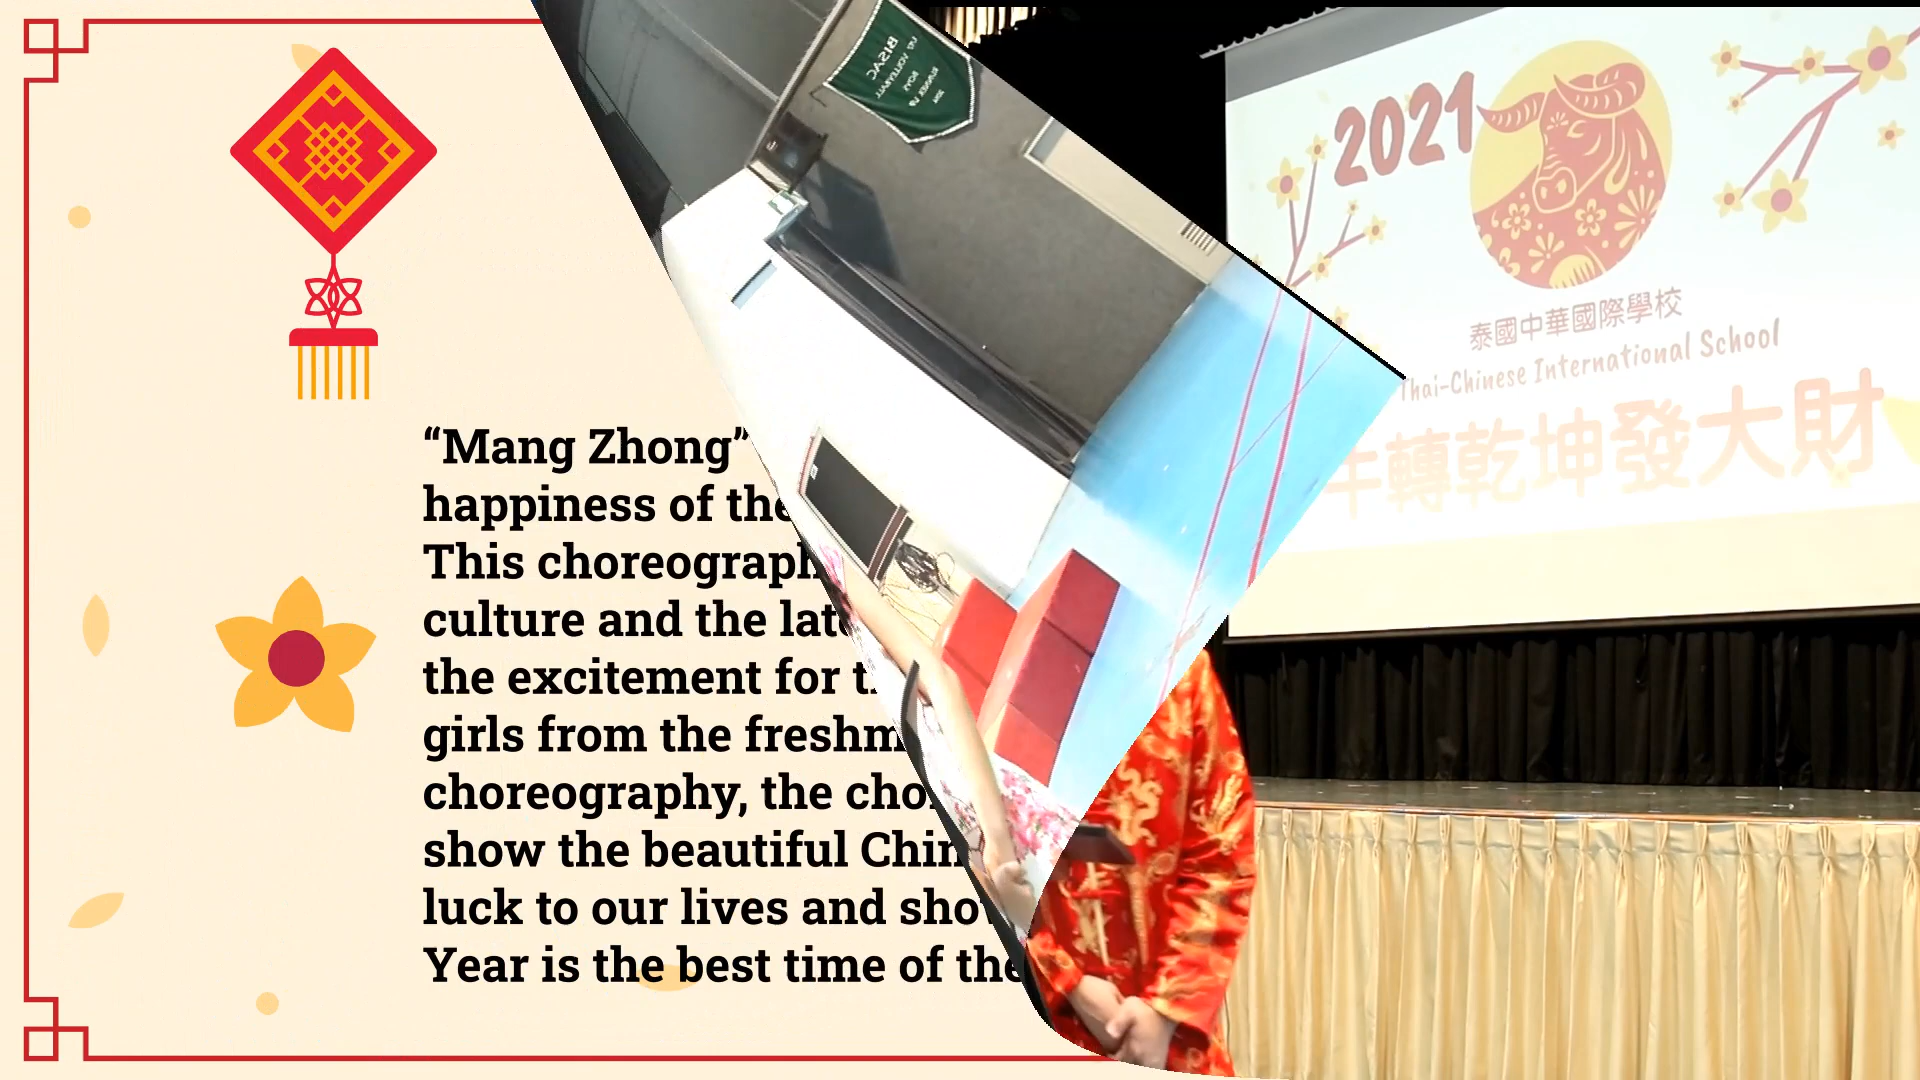 “Mang Zhong”
happiness of the
This choreograph
culture and the late
the excitement for
girls from the freshm
choreography, the cho
show the beautiful Chin
luck to our lives and sho
Year is the best time of the
BISAC
2021
泰國中華國際學校
Thai-Chinese International School
牛轉乾坤發大財